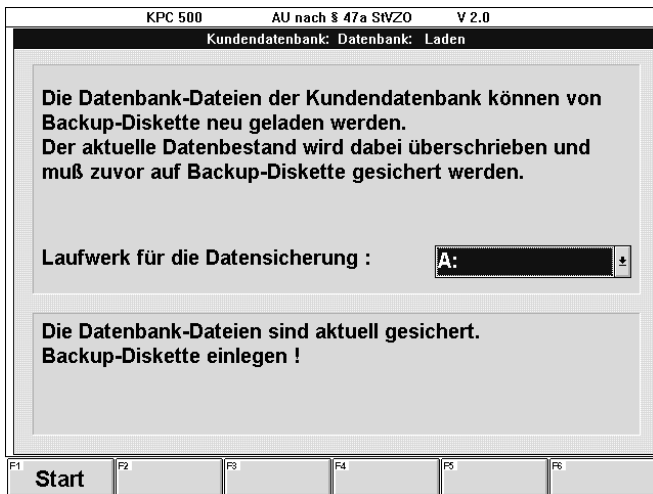 KPC 500 AU nach § 47a StVZO V 2.0
Kundendatenbank: Datenbank: Laden
Die Datenbank-Dateien der Kundendatenbank können von
Backup-Diskette neu geladen werden.
Der aktuelle Datenbestand wird dabei überschrieben und
muß zuvor auf Backup-Diskette gesichert werden.
Laufwerk für die Datensicherung : A:
Die Datenbank-Dateien sind aktuell gesichert.
Backup-Diskette einlegen !
F1 Start F2 F3 F4 F5 F6